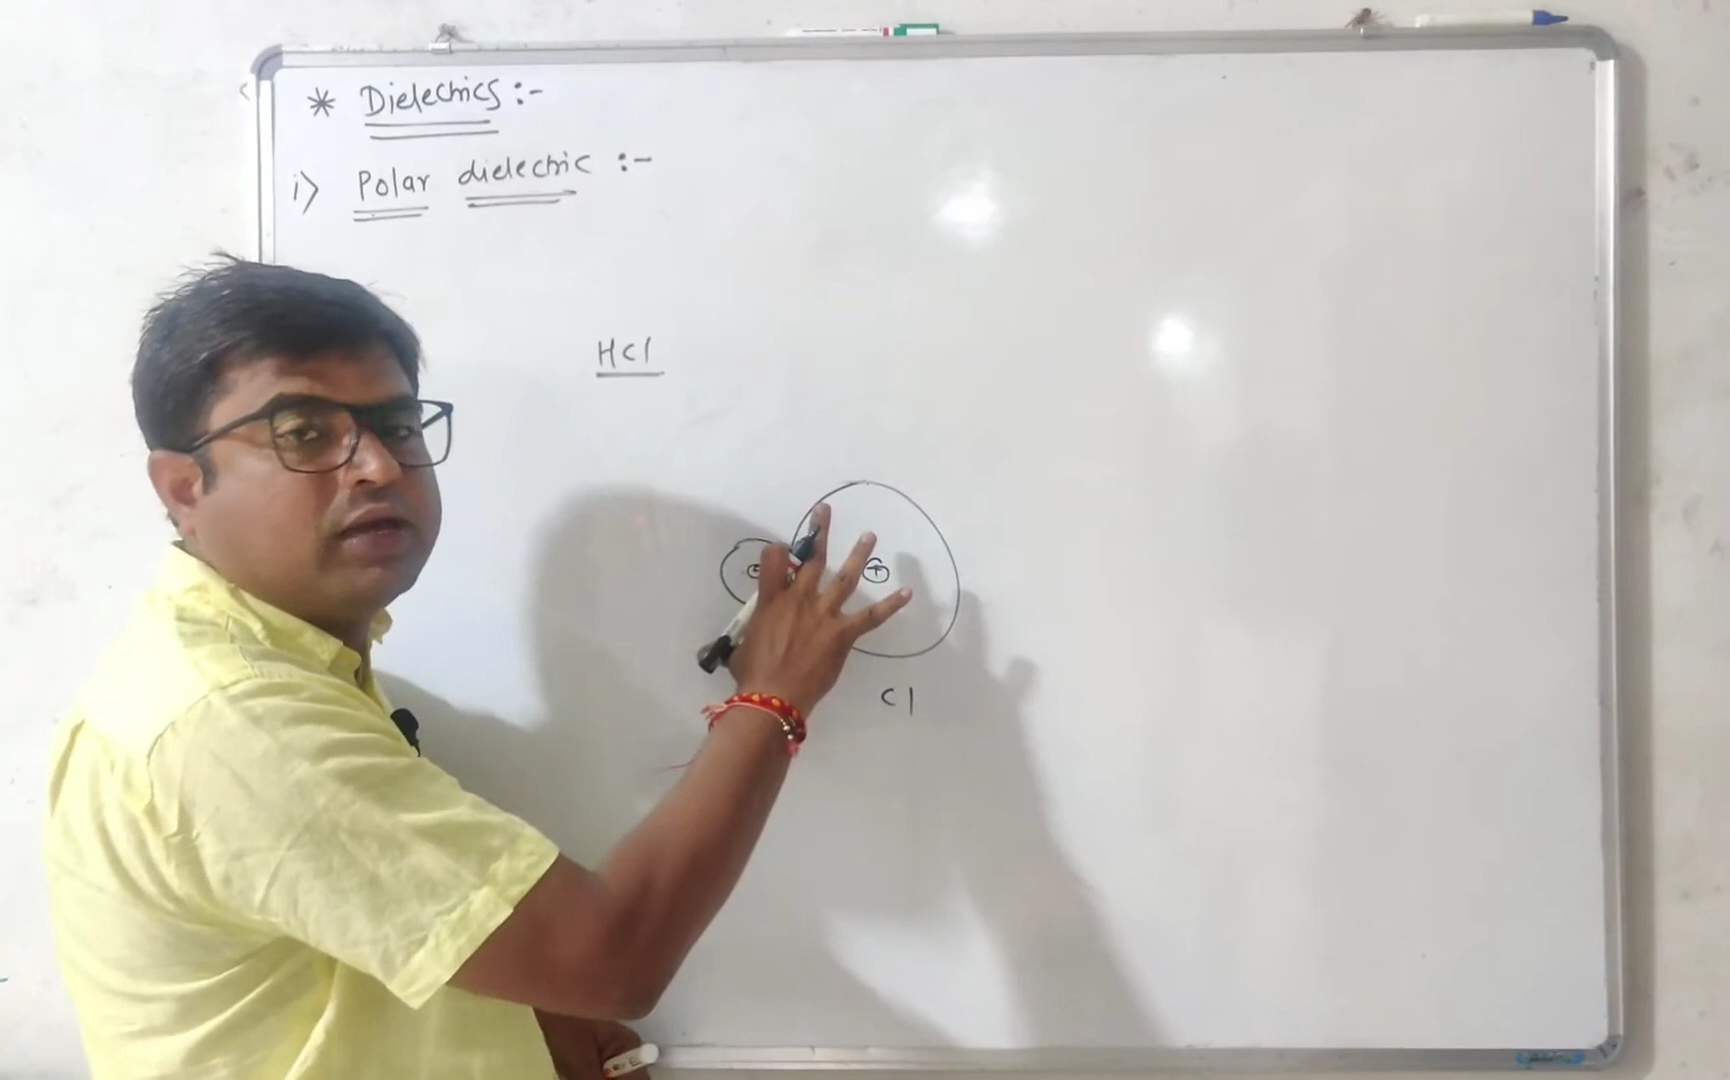 * Dielectrics :-
i) Polar dielectric :-
HCl
+ +
Cl